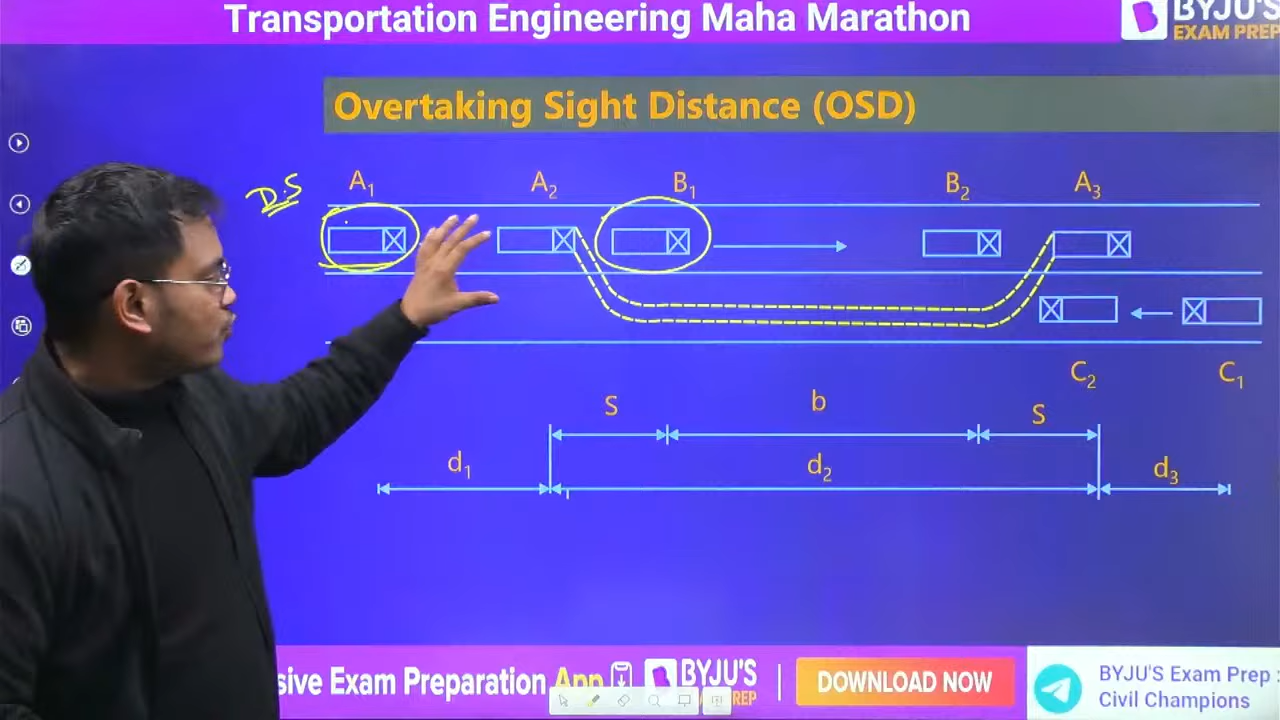 Transportation Engineering Maha Marathon
BYJU'S
EXAM PREP
Overtaking Sight Distance (OSD)
D.S
A₁ A₂ B₁ B₂ A₃
C₂ C₁
S b S
d₁ d₂ d₃
sive Exam Preparation App
BYJU'S
PREP
DOWNLOAD NOW
BYJU'S Exam Prep :
Civil Champions